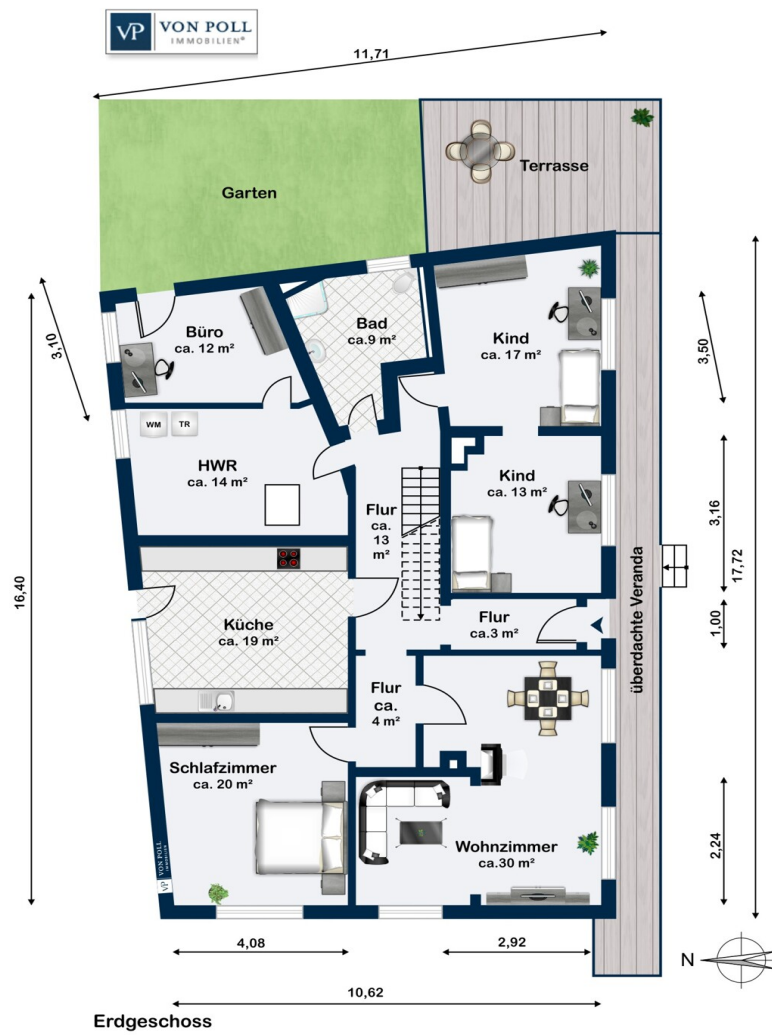 VP VON POLL
IMMOBILIEN®
11,71
Garten
Terrasse
3,10
Büro
ca. 12 m²
Bad
ca.9 m²
Kind
ca. 17 m²
3,50
WM
TR
HWR
ca. 14 m²
Flur
ca.
13
m²
Kind
ca. 13 m²
3,16
16,40
17,72
Küche
ca. 19 m²
Flur
ca.3 m²
1,00
überdachte Veranda
Flur
ca.
4 m²
Schlafzimmer
ca. 20 m²
Wohnzimmer
ca.30 m²
2,24
VP VON POLL
IMMOBILIEN
4,08
2,92
N
10,62
Erdgeschoss